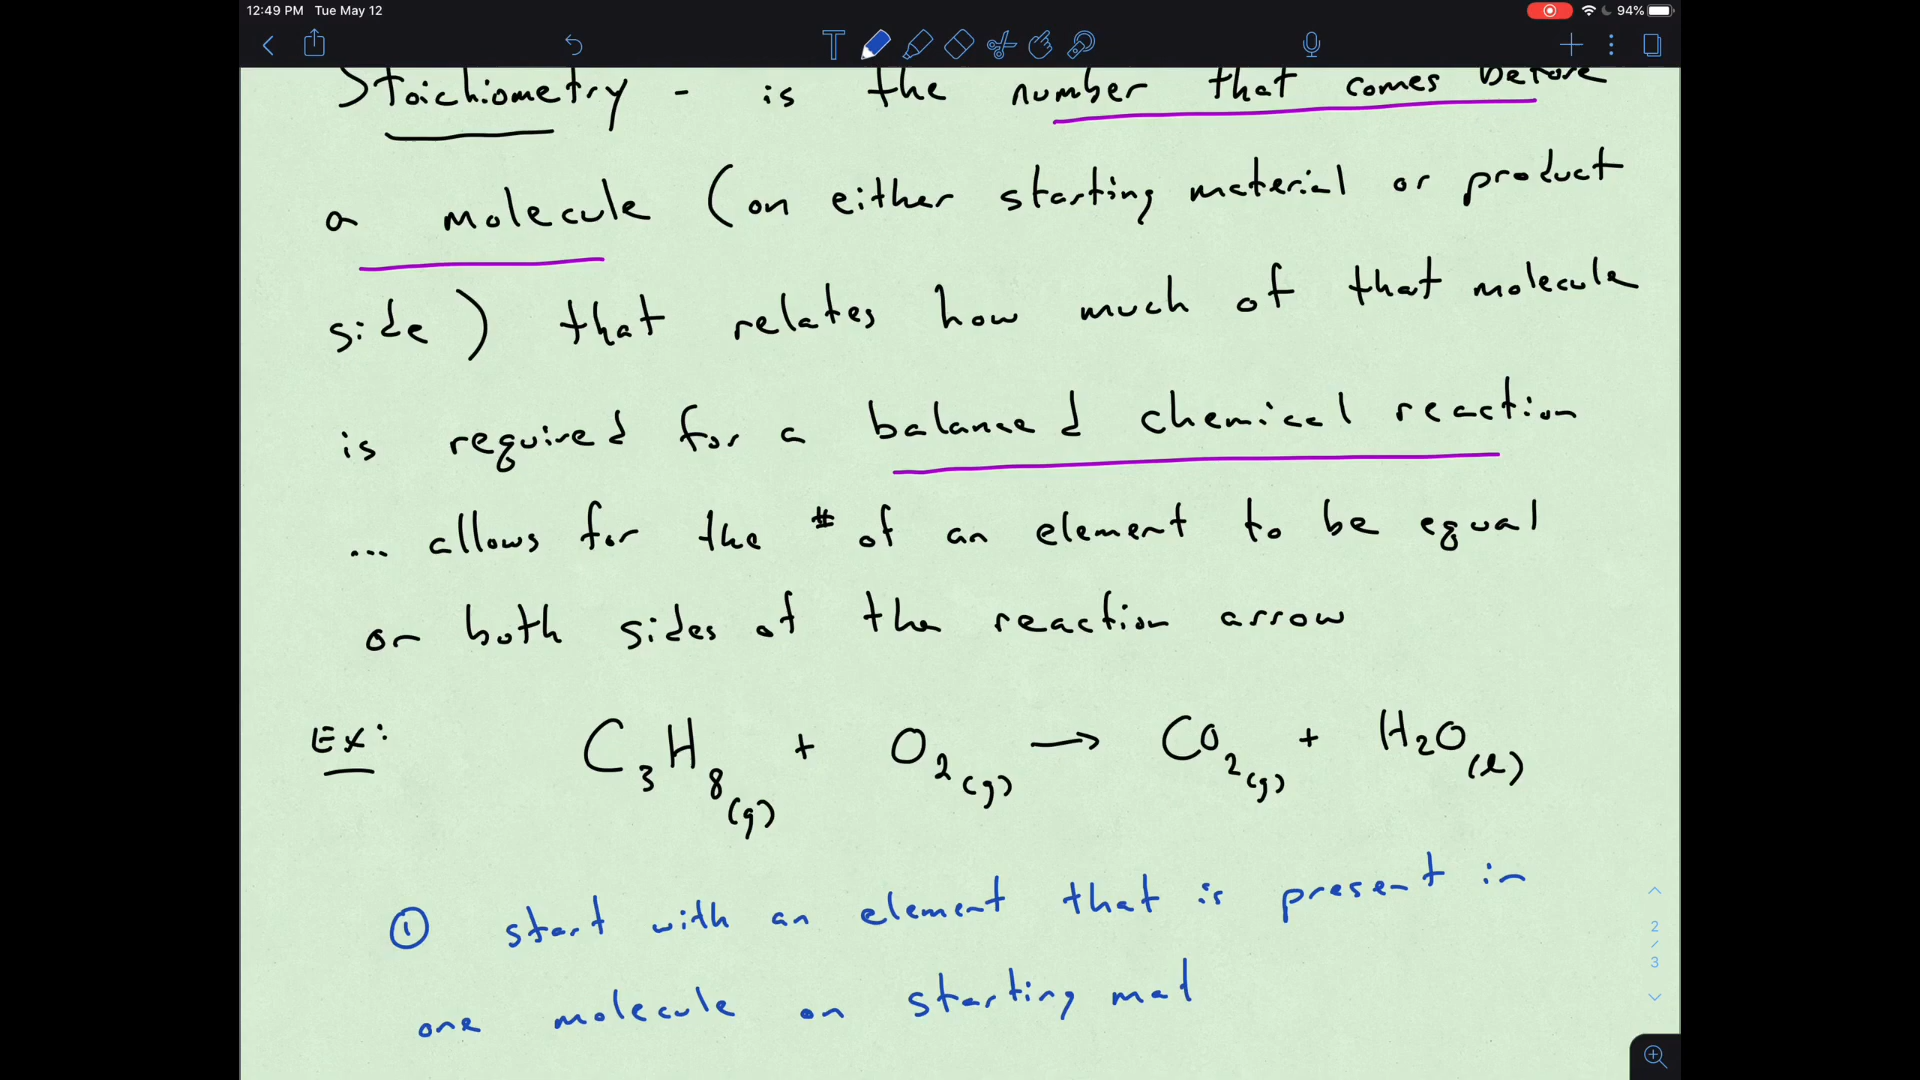 12:49 PM Tue May 12
94%
T
Stoichiometry - is the number that comes before
a molecule (on either starting material or product
side) that relates how much of that molecule
is required for a balanced chemical reaction
... allows for the # of an element to be equal
on both sides of the reaction arrow
Ex: C₃H₈(g) + O₂(g) → CO₂(g) + H₂O(l)
① start with an element that is present in
one molecule on starting mat
2
/
3